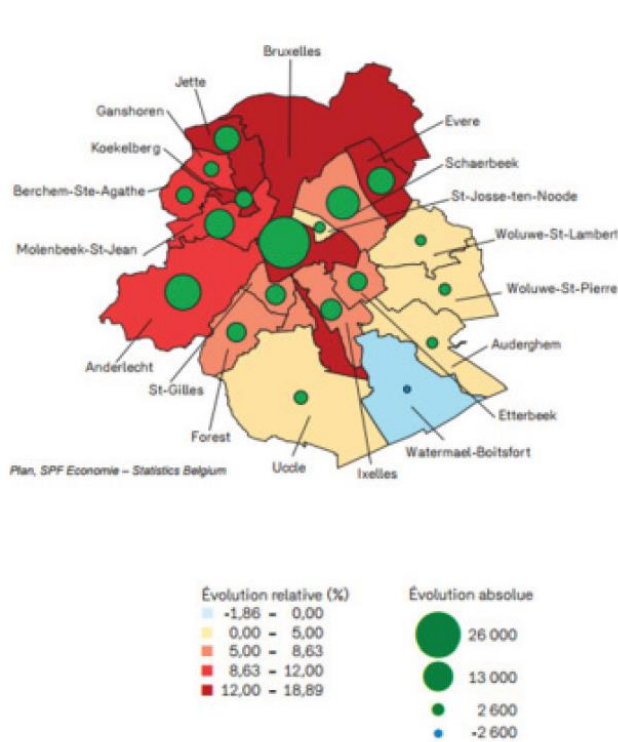 Bruxelles
Jette
Ganshoren
Koekelberg
Berchem-Ste-Agathe
Molenbeek-St-Jean
Anderlecht
St-Gilles
Forest
Uccle
Ixelles
Watermael-Boitsfort
Etterbeek
Auderghem
Woluwe-St-Pierre
Woluwe-St-Lambert
St-Josse-ten-Noode
Schaerbeek
Evere
Plan, SPF Economie – Statistics Belgium
Évolution relative (%)
-1,86 - 0,00
0,00 - 5,00
5,00 - 8,63
8,63 - 12,00
12,00 - 18,89
Évolution absolue
26 000
13 000
2 600
-2 600